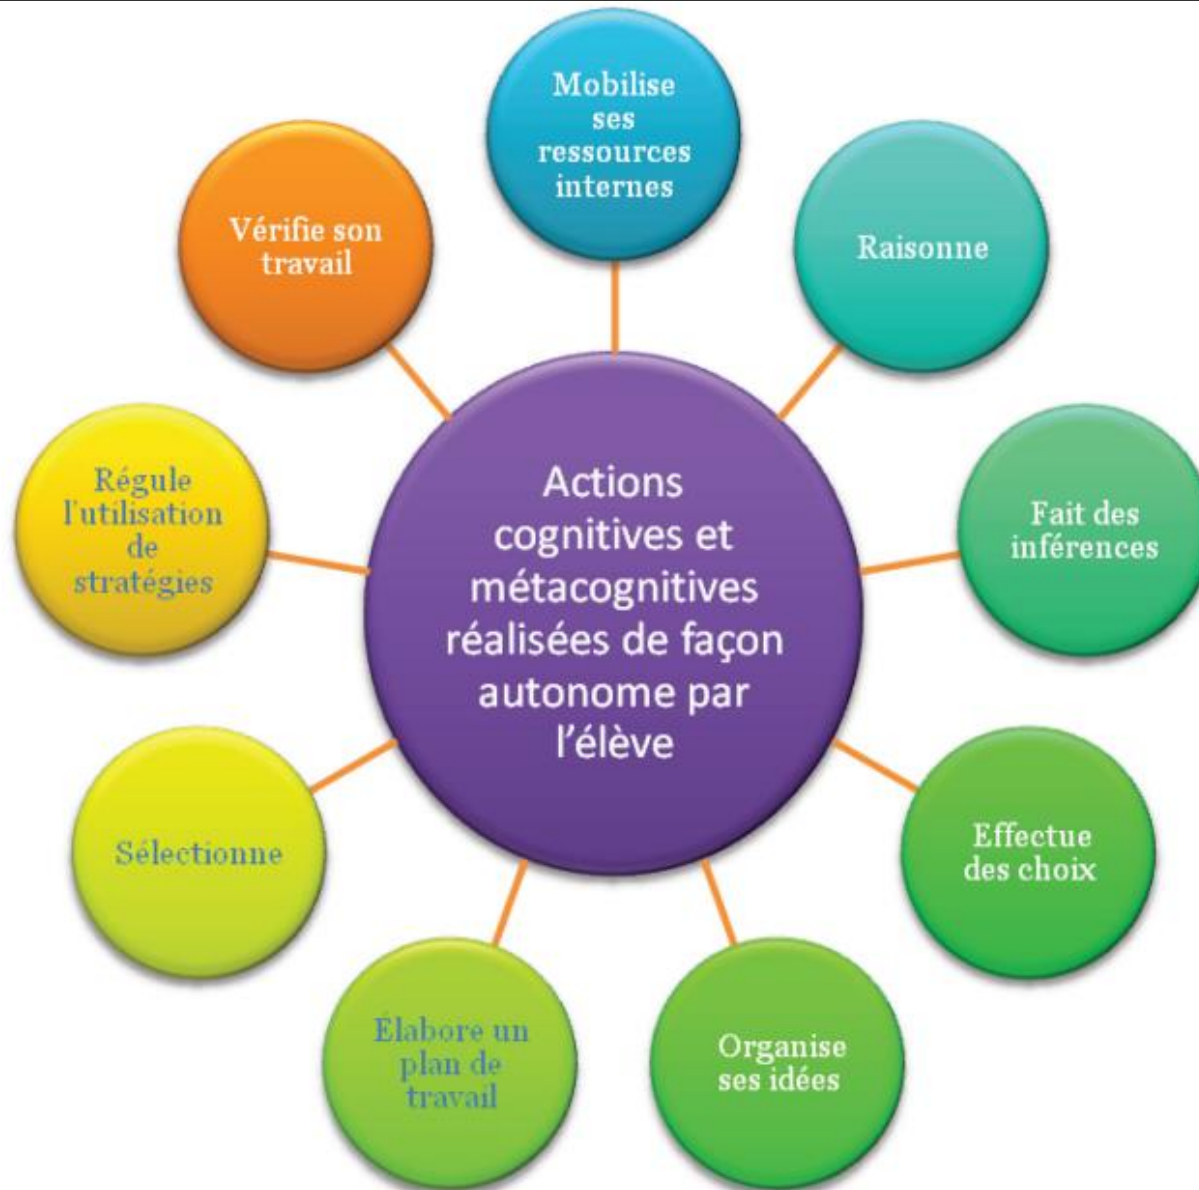 Mobilise
ses
ressources
internes
Raisonne
Fait des
inférences
Effectue
des choix
Organise
ses idées
Élabore un
plan de
travail
Sélectionne
Régule
l'utilisation
de
stratégies
Vérifie son
travail
Actions
cognitives et
métacognitives
réalisées de façon
autonome par
l'élève